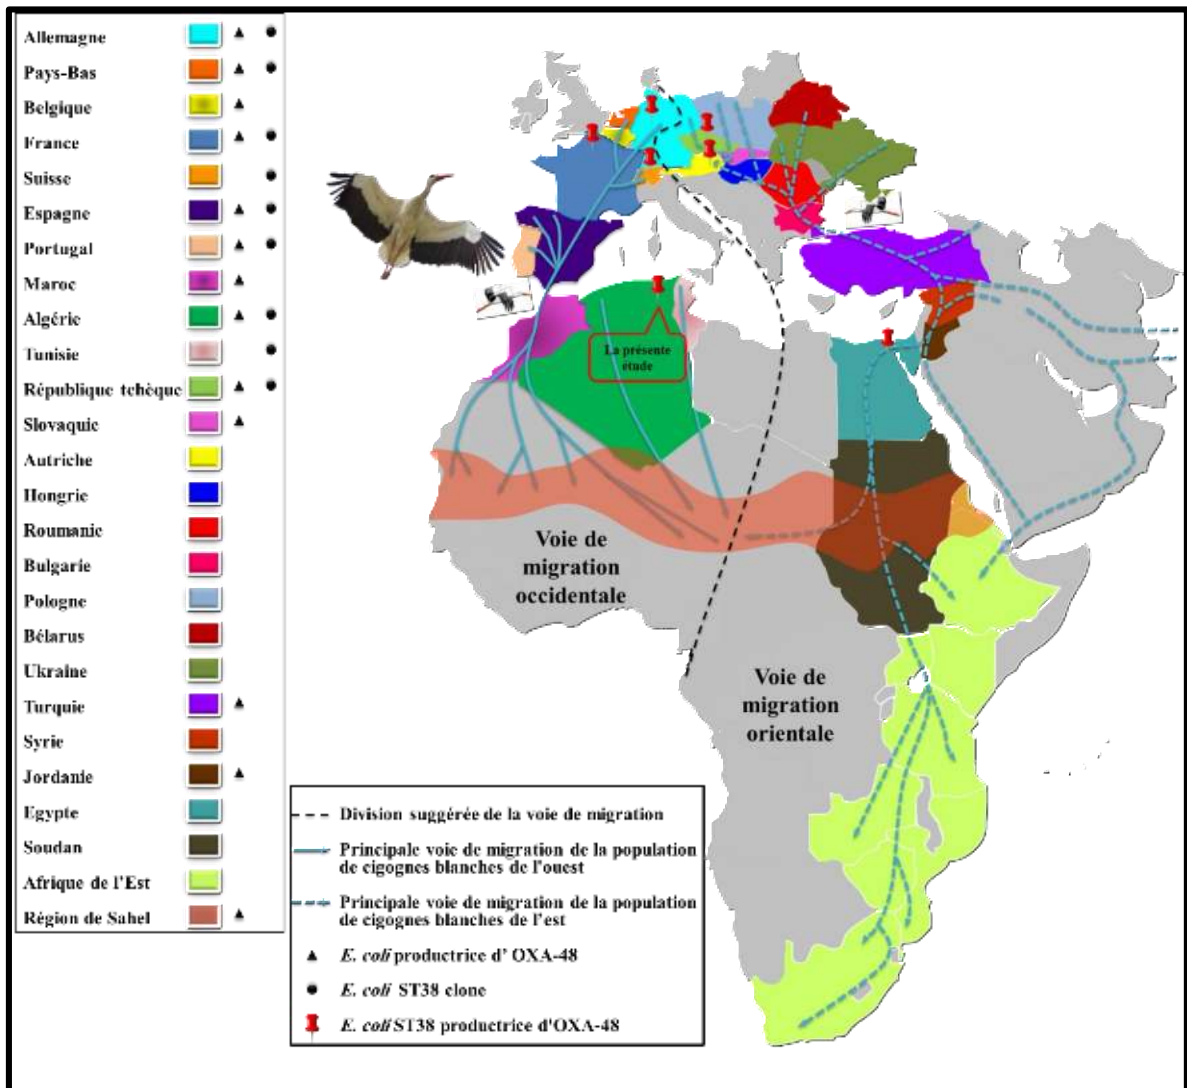 Allemagne
Pays-Bas
Belgique
France
Suisse
Espagne
Portugal
Maroc
Algérie
Tunisie
République tchèque
Slovaquie
Autriche
Hongrie
Roumanie
Bulgarie
Pologne
Bélarus
Ukraine
Turquie
Syrie
Jordanie
Egypte
Soudan
Afrique de l'Est
Région de Sahel
La présente
étude
Voie de
migration
occidentale
Voie de
migration
orientale
Division suggérée de la voie de migration
Principale voie de migration de la population
de cigognes blanches de l'ouest
Principale voie de migration de la population
de cigognes blanches de l'est
E. coli productrice d' OXA-48
E. coli ST38 clone
E. coli ST38 productrice d'OXA-48